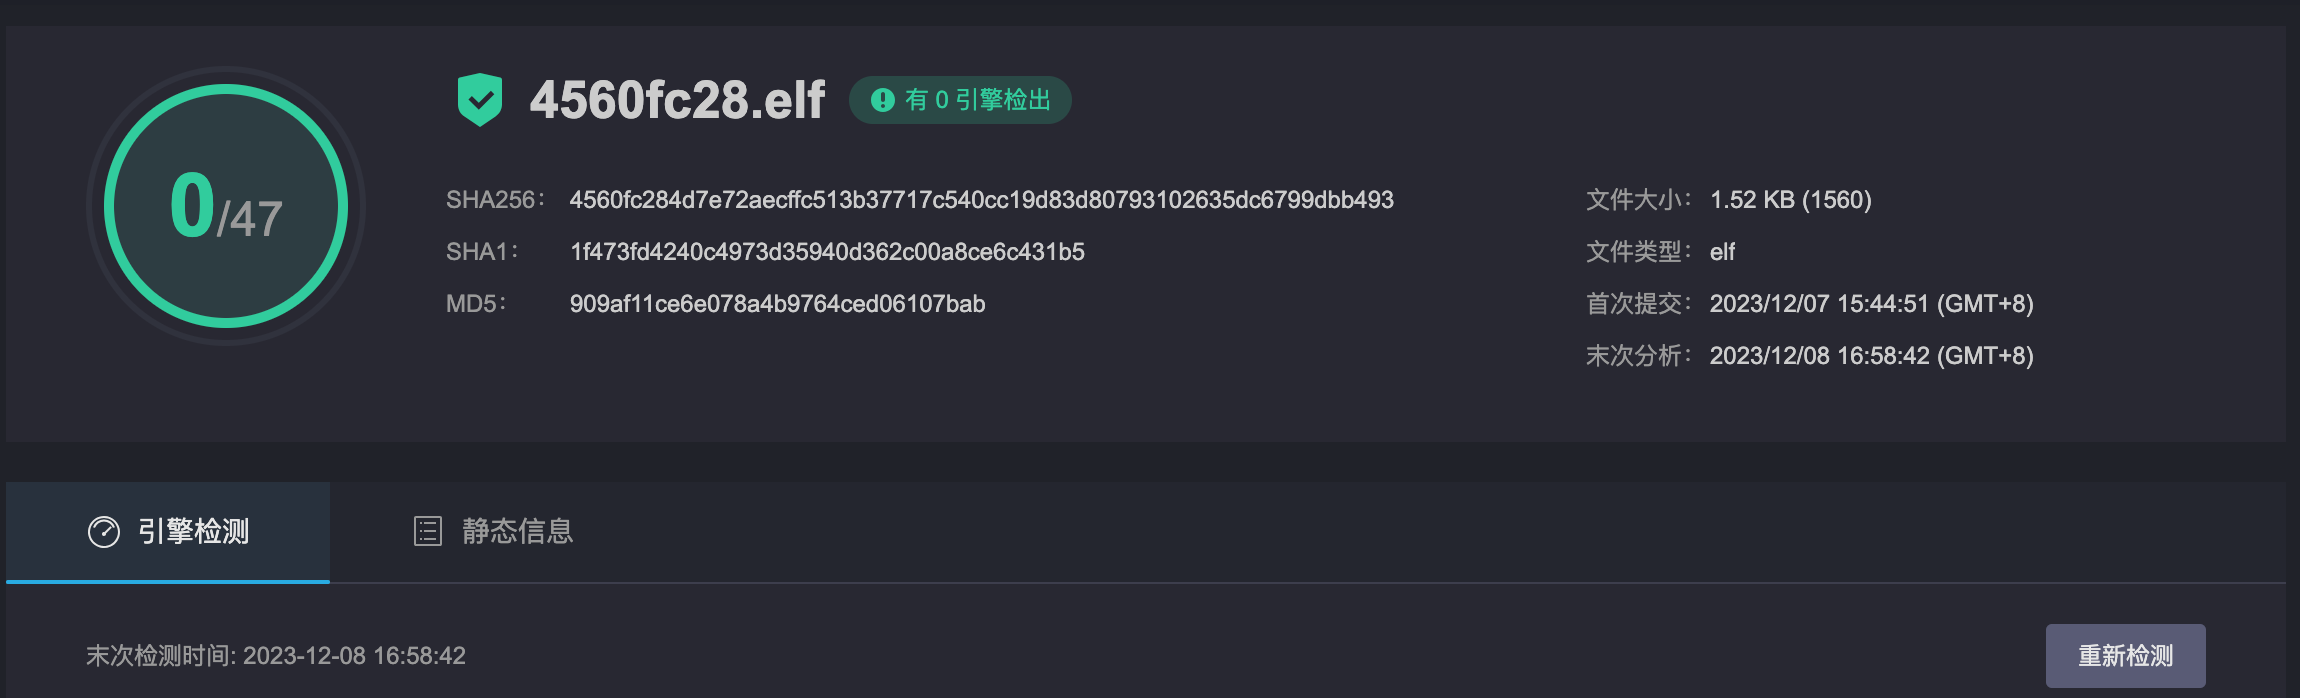 4560fc28.elf
有 0 引擎检出
0/47
SHA256: 4560fc284d7e72aecffc513b37717c540cc19d83d80793102635dc6799dbb493
SHA1: 1f473fd4240c4973d35940d362c00a8ce6c431b5
MD5: 909af11ce6e078a4b9764ced06107bab
文件大小: 1.52 KB (1560)
文件类型: elf
首次提交: 2023/12/07 15:44:51 (GMT+8)
末次分析: 2023/12/08 16:58:42 (GMT+8)
引擎检测
静态信息
末次检测时间: 2023-12-08 16:58:42
重新检测